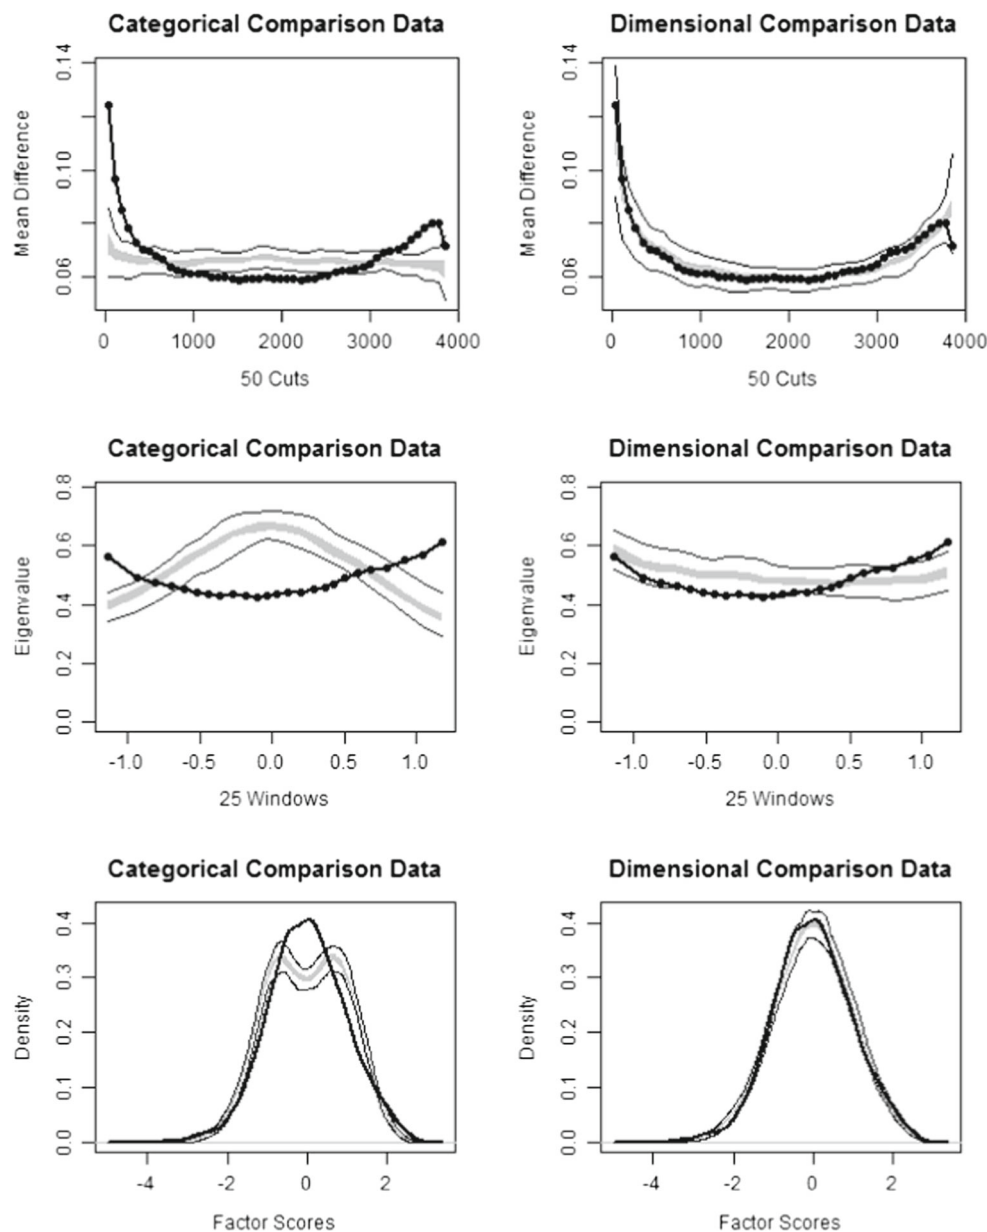 Categorical Comparison Data
Mean Difference
0.06 0.10 0.14
0 1000 2000 3000 4000
50 Cuts
Dimensional Comparison Data
Mean Difference
0.06 0.10 0.14
0 1000 2000 3000 4000
50 Cuts
Categorical Comparison Data
Eigenvalue
0.0 0.2 0.4 0.6 0.8
-1.0 -0.5 0.0 0.5 1.0
25 Windows
Dimensional Comparison Data
Eigenvalue
0.0 0.2 0.4 0.6 0.8
-1.0 -0.5 0.0 0.5 1.0
25 Windows
Categorical Comparison Data
Density
0.0 0.1 0.2 0.3 0.4
-4 -2 0 2
Factor Scores
Dimensional Comparison Data
Density
0.0 0.1 0.2 0.3 0.4
-4 -2 0 2
Factor Scores